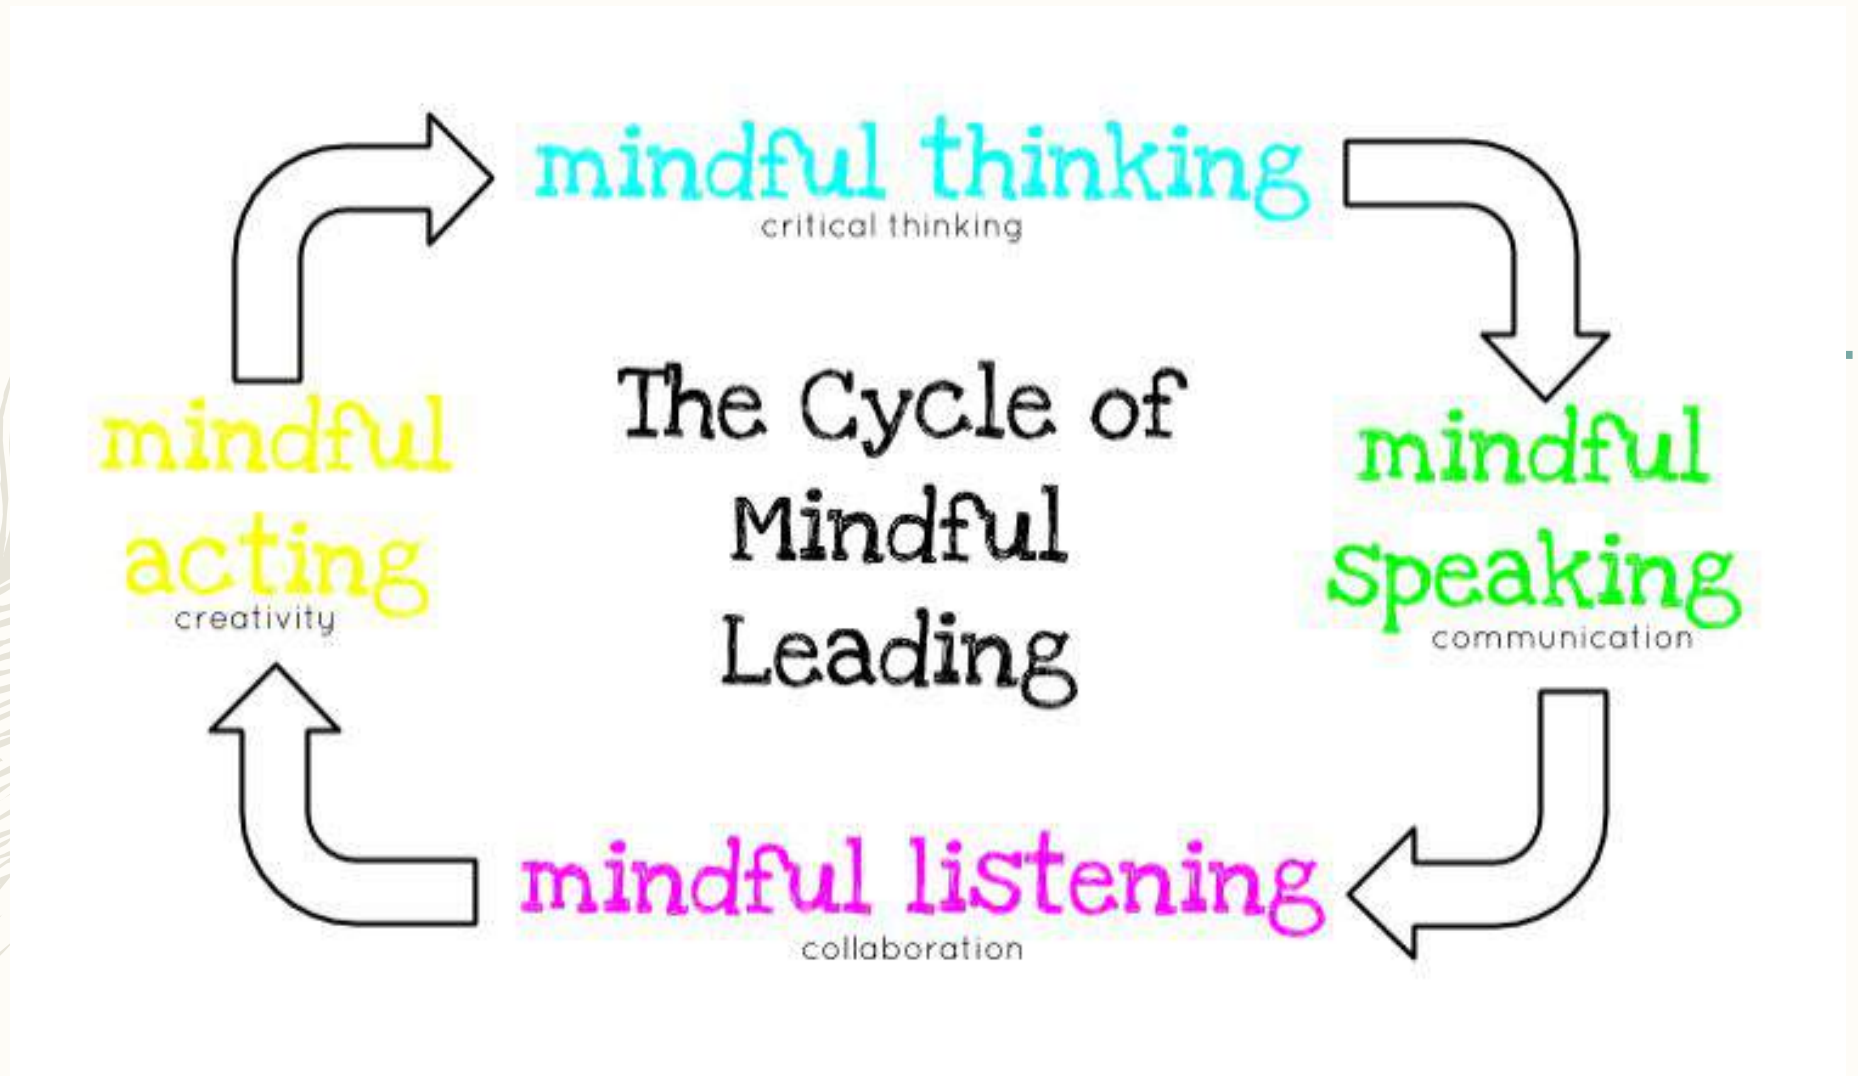 mindful thinking
critical thinking
The Cycle of
Mindful
Leading
mindful
speaking
communication
mindful listening
collaboration
mindful
acting
creativity